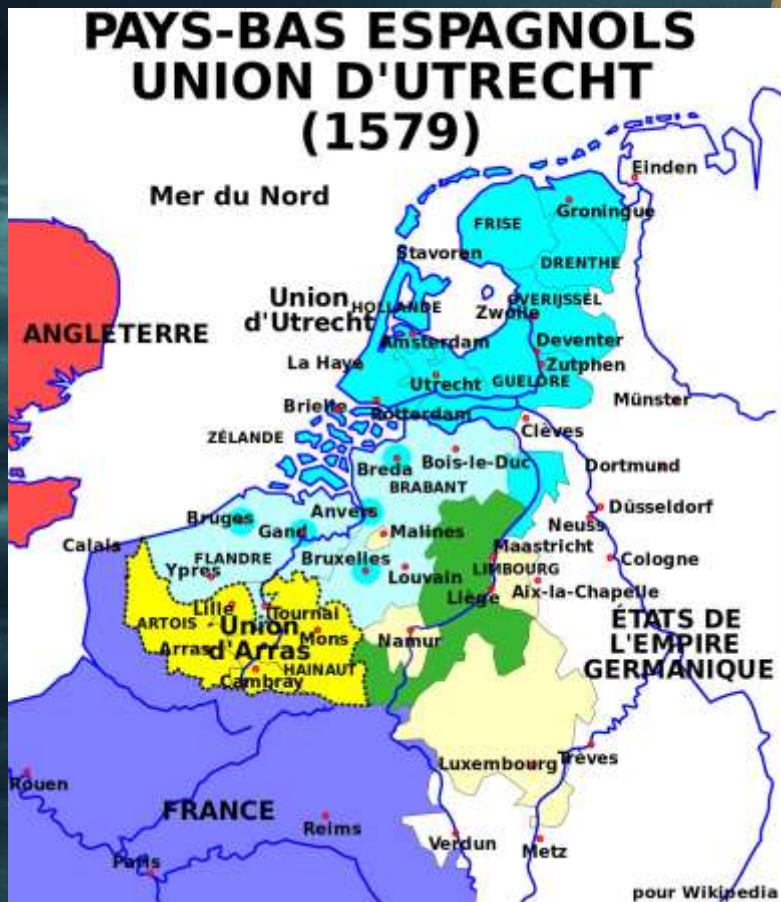 PAYS-BAS ESPAGNOLS
UNION D'UTRECHT
(1579)
Einden
Mer du Nord
Groningue
FRISE
Stavoren
DRENTHE
Union
d'Utrecht
HOLLANDE
OVERIJSSEL
Zwolle
ANGLETERRE
Amsterdam
Deventer
La Haye
Zutphen
Utrecht
GUELDRE
Münster
Brielle
Rotterdam
Clèves
ZÉLANDE
Breda
Bois-le-Duc
Dortmund
BRABANT
Anvers
Düsseldorf
Bruges
Gand
Neuss
Malines
Calais
Maastricht
FLANDRE
Bruxelles
Cologne
Ypres
Louvain
LIMBOURG
Liège
Aix-la-Chapelle
Lille
Tournai
ARTOIS
Union
d'Arras
Mons
Namur
ÉTATS DE
L'EMPIRE
GERMANIQUE
Arras
HAINAUT
Cambray
Luxembourg
Trèves
Rouen
FRANCE
Reims
Verdun
Metz
Paris
pour Wikipedia